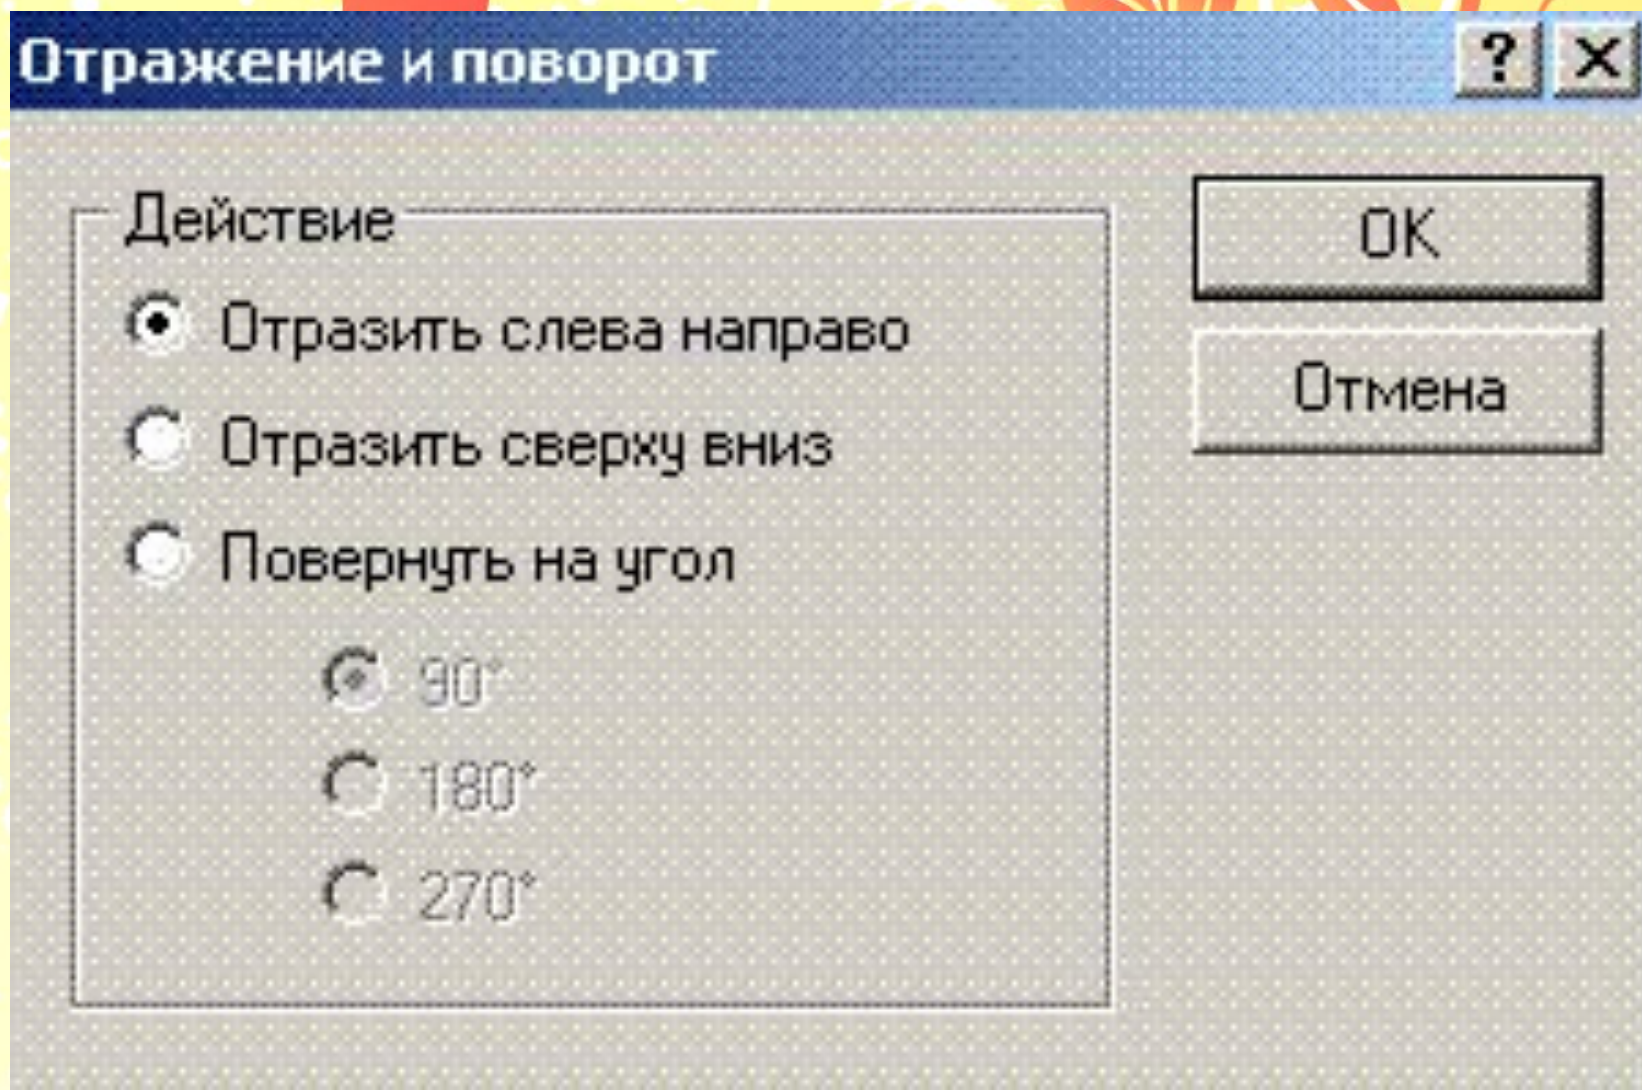 Отражение и поворот
Действие
Отразить слева направо
Отразить сверху вниз
Повернуть на угол
90°
180°
270°
OK
Отмена